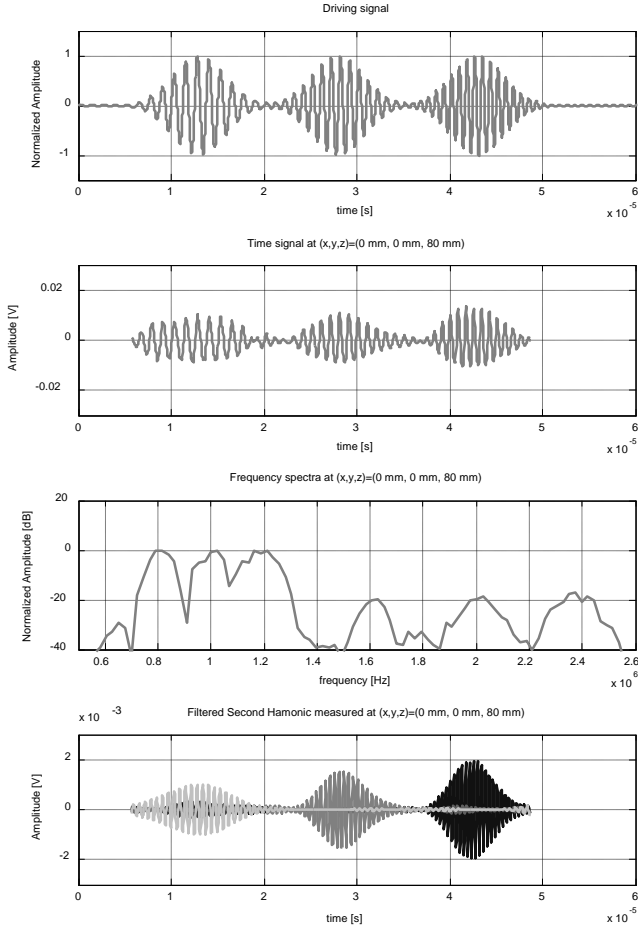 Driving signal
Normalized Amplitude
1
0
-1
0 1 2 3 4 5 6
time [s]
x 10 -5
Time signal at (x,y,z)=(0 mm, 0 mm, 80 mm)
Amplitude [V]
0.02
0
-0.02
0 1 2 3 4 5 6
time [s]
x 10 -5
Frequency spectra at (x,y,z)=(0 mm, 0 mm, 80 mm)
Normalized Amplitude [dB]
20
0
-20
-40
0.6 0.8 1 1.2 1.4 1.6 1.8 2 2.2 2.4 2.6
frequency [Hz]
x 10 6
x 10 -3
Filtered Second Hamonic measured at (x,y,z)=(0 mm, 0 mm, 80 mm)
Amplitude [V]
2
0
-2
0 1 2 3 4 5 6
time [s]
x 10 -5